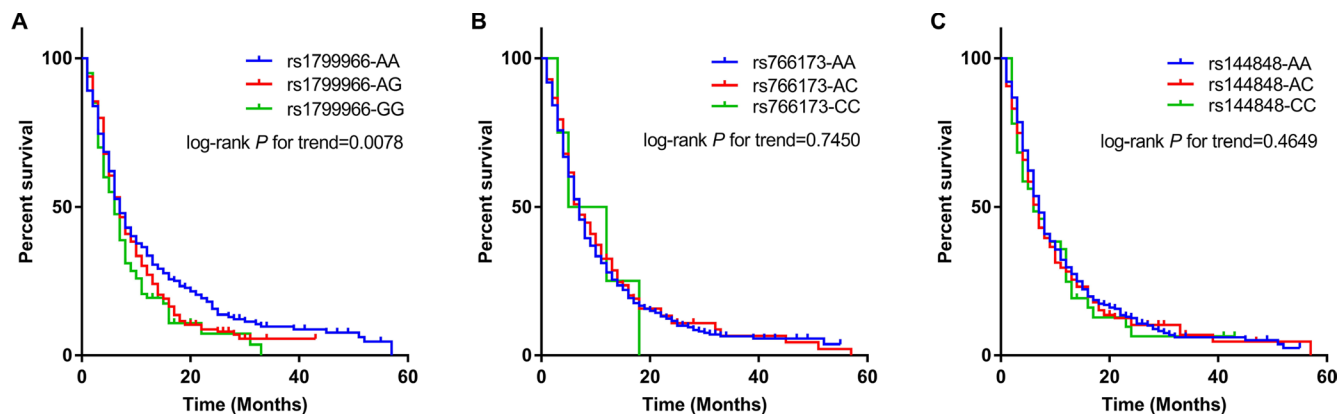 A
Percent survival
100
50
0
rs1799966-AA
rs1799966-AG
rs1799966-GG
log-rank P for trend=0.0078
0 20 40 60
Time (Months)
B
Percent survival
100
50
0
rs766173-AA
rs766173-AC
rs766173-CC
log-rank P for trend=0.7450
0 20 40 60
Time (Months)
C
Percent survival
100
50
0
rs144848-AA
rs144848-AC
rs144848-CC
log-rank P for trend=0.4649
0 20 40 60
Time (Months)